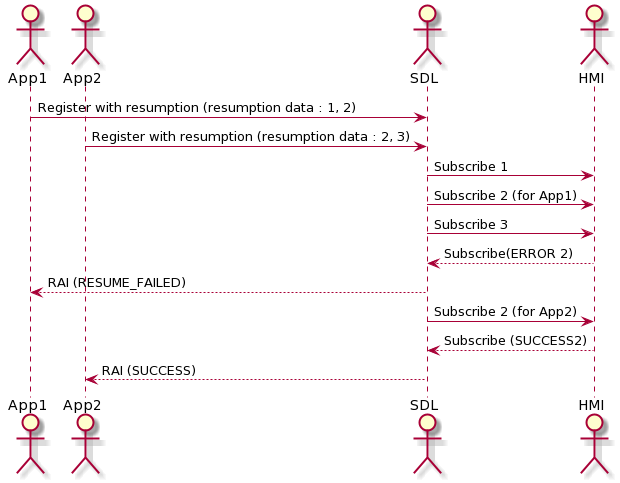 App1 App2 SDL HMI
Register with resumption (resumption data : 1, 2)
Register with resumption (resumption data : 2, 3)
Subscribe 1
Subscribe 2 (for App1)
Subscribe 3
Subscribe(ERROR 2)
RAI (RESUME_FAILED)
Subscribe 2 (for App2)
Subscribe (SUCCESS2)
RAI (SUCCESS)
App1 App2 SDL HMI